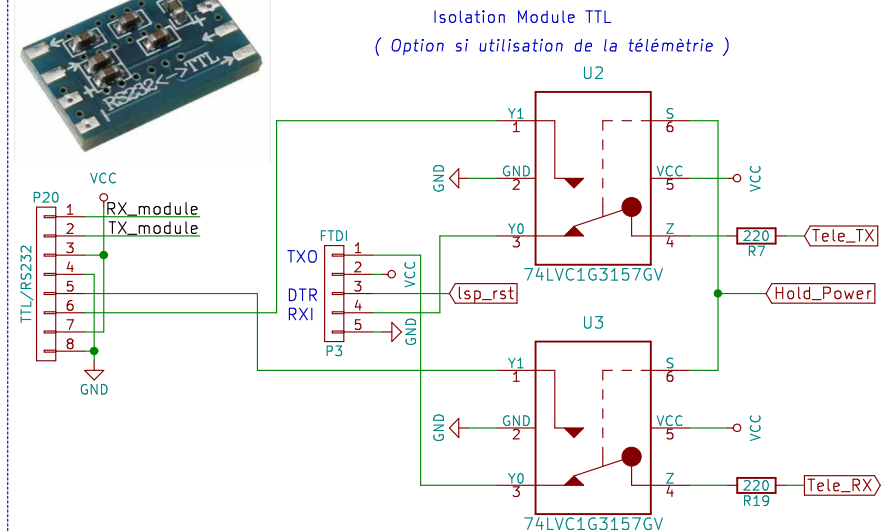 Isolation Module TTL
( Option si utilisation de la télémètrie )
RS232<->TTL
U2
Y1
1
S
6
GND
GND
2
VCC
5
VCC
Y0
3
Z
4
220
R7
Tele_TX
74LVC1G3157GV
P20
VCC
TTL/RS232
1
RX_module
2
TX_module
3
4
5
6
7
8
GND
FTDI
TXO
1
2
VCC
DTR
3
Isp_rst
RXI
4
5
GND
P3
Hold_Power
U3
Y1
1
S
6
GND
GND
2
VCC
5
VCC
Y0
3
Z
4
220
R19
Tele_RX
74LVC1G3157GV